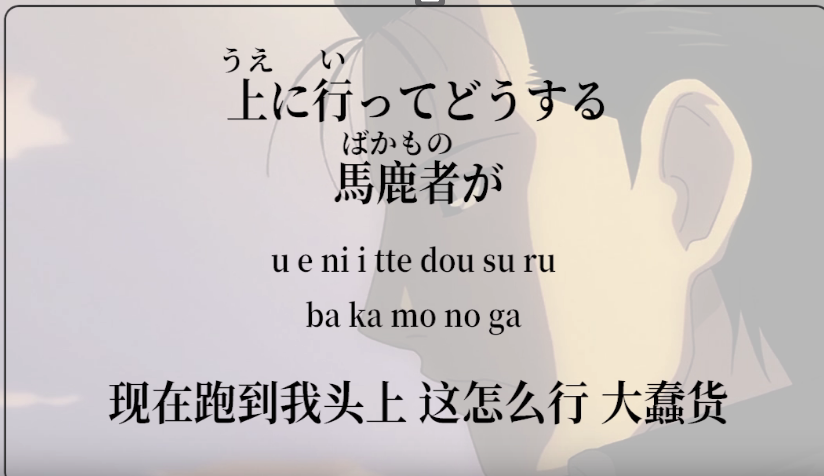 うえ い
上に行ってどうする
ばかもの
馬鹿者が
u e ni i tte dou su ru
ba ka mo no ga
现在跑到我头上 这怎么行 大蠢货